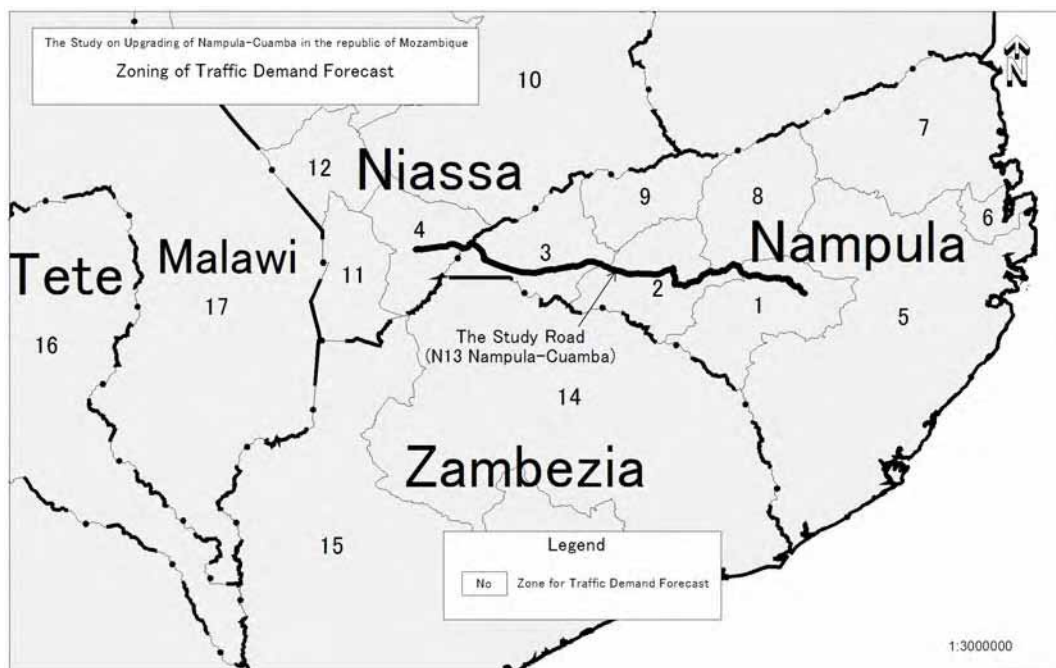 The Study on Upgrading of Nampula-Cuamba in the republic of Mozambique
Zoning of Traffic Demand Forecast
N
10
7
12
Niassa
9
8
6
4
Nampula
3
Tete
Malawi
11
2
1
17
5
16
The Study Road
(N13 Nampula-Cuamba)
14
Zambezia
15
Legend
No
Zone for Traffic Demand Forecast
1:3000000